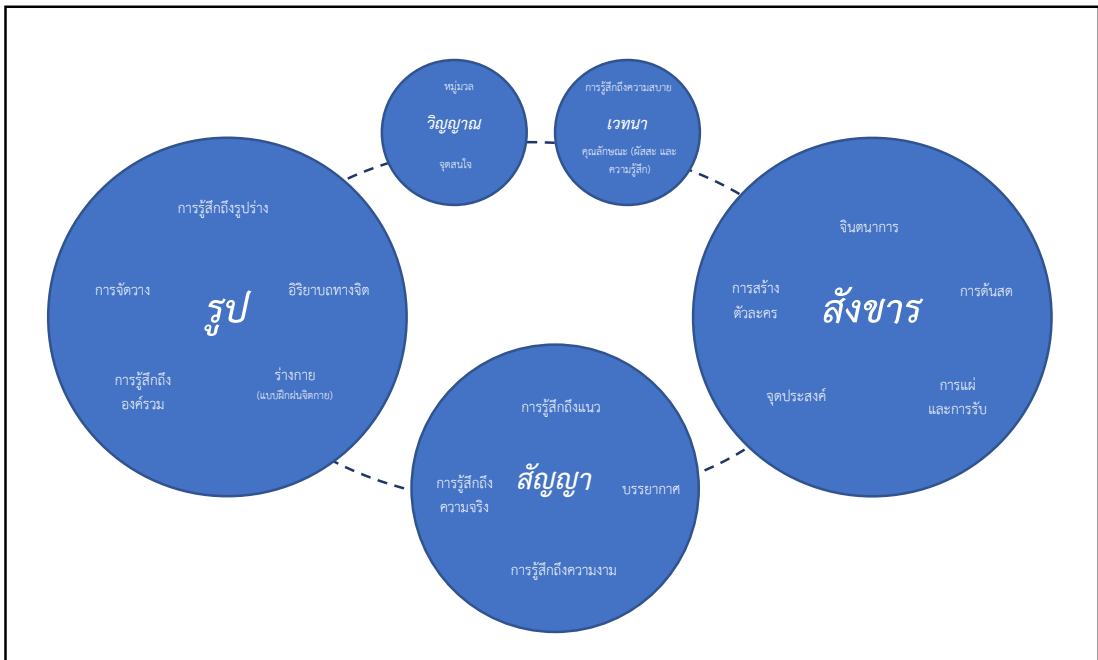 หมู่มวล
วิญญาณ
จุดสนใจ
การรู้สึกถึงความสบาย
เวทนา
คุณลักษณะ (ผัสสะ และ
ความรู้สึก)
การรู้สึกถึงรูปร่าง
การจัดวาง
อิริยาบถทางจิต
รูป
การรู้สึกถึง
องค์รวม
ร่างกาย
(แบบฝึกฝนจิตกาย)
จินตนาการ
การสร้าง
ตัวละคร
สังขาร
การด้นสด
จุดประสงค์
การแผ่
และการรับ
การรู้สึกถึงแนว
สัญญา
การรู้สึกถึง
ความจริง
บรรยากาศ
การรู้สึกถึงความงาม